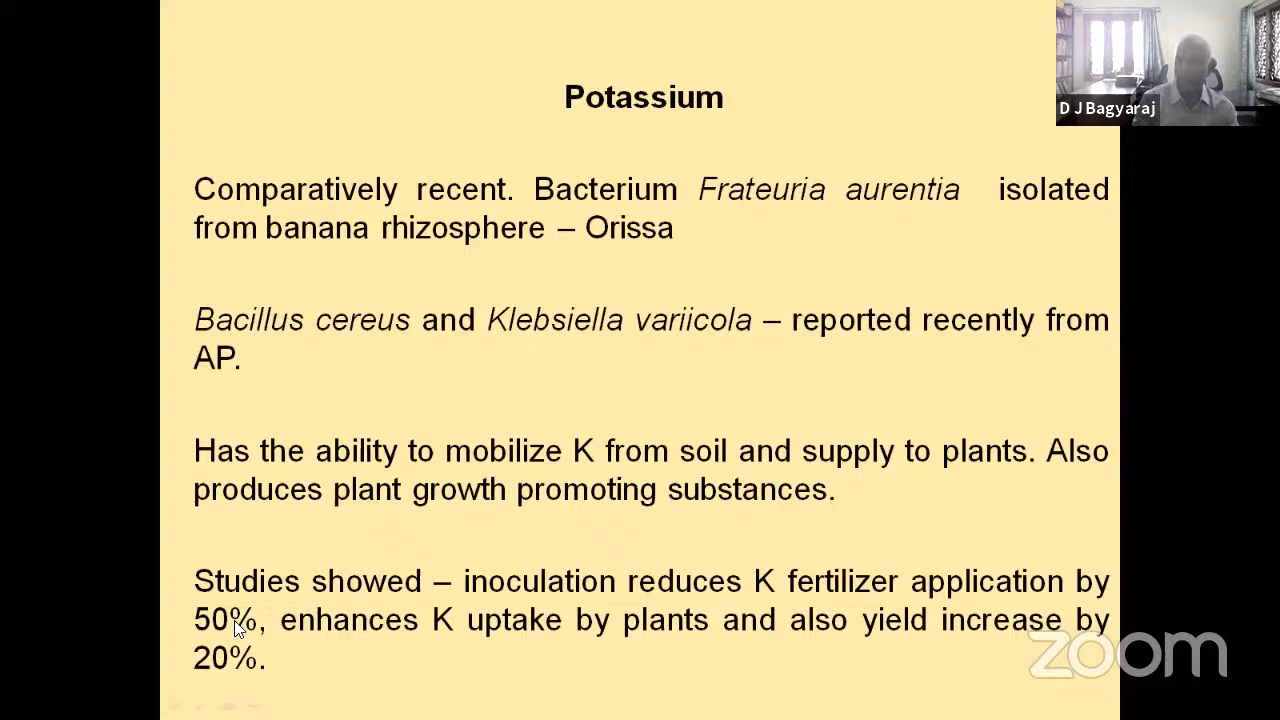 Potassium
D J Bagyaraj
Comparatively recent. Bacterium Frateuria aurentia isolated
from banana rhizosphere – Orissa
Bacillus cereus and Klebsiella variicola – reported recently from
AP.
Has the ability to mobilize K from soil and supply to plants. Also
produces plant growth promoting substances.
Studies showed – inoculation reduces K fertilizer application by
50%, enhances K uptake by plants and also yield increase by
20%.
zoom